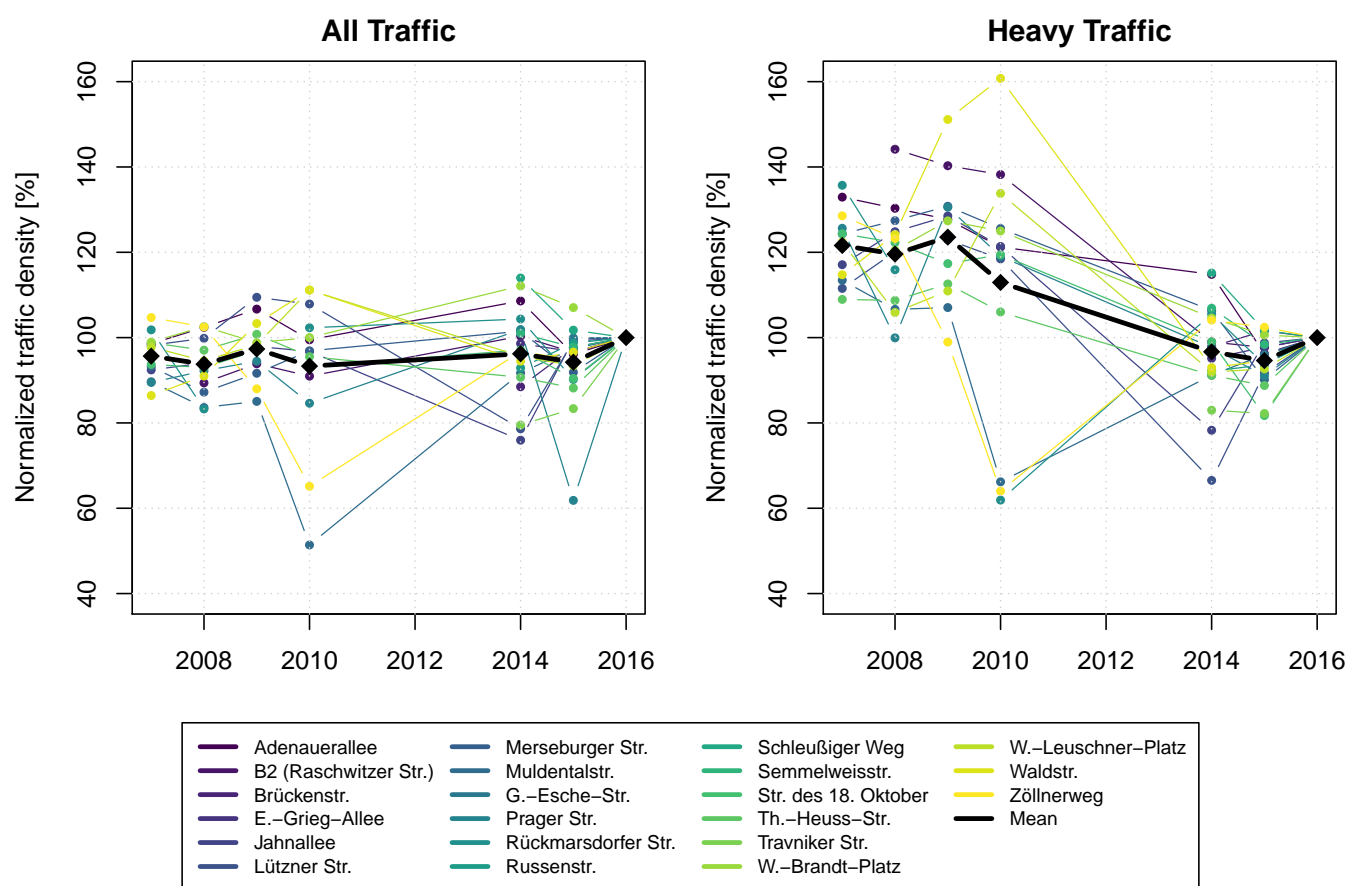 All Traffic
Heavy Traffic
Normalized traffic density [%]
160
140
120
100
80
60
40
2008
2010
2012
2014
2016
Normalized traffic density [%]
160
140
120
100
80
60
40
2008
2010
2012
2014
2016
Adenauerallee
B2 (Raschwitzer Str.)
Brückenstr.
E.−Grieg−Allee
Jahnallee
Lützner Str.
Merseburger Str.
Muldentalstr.
G.−Esche−Str.
Prager Str.
Rückmarsdorfer Str.
Russenstr.
Schleußiger Weg
Semmelweisstr.
Str. des 18. Oktober
Th.−Heuss−Str.
Travniker Str.
W.−Brandt−Platz
W.−Leuschner−Platz
Waldstr.
Zöllnerweg
Mean